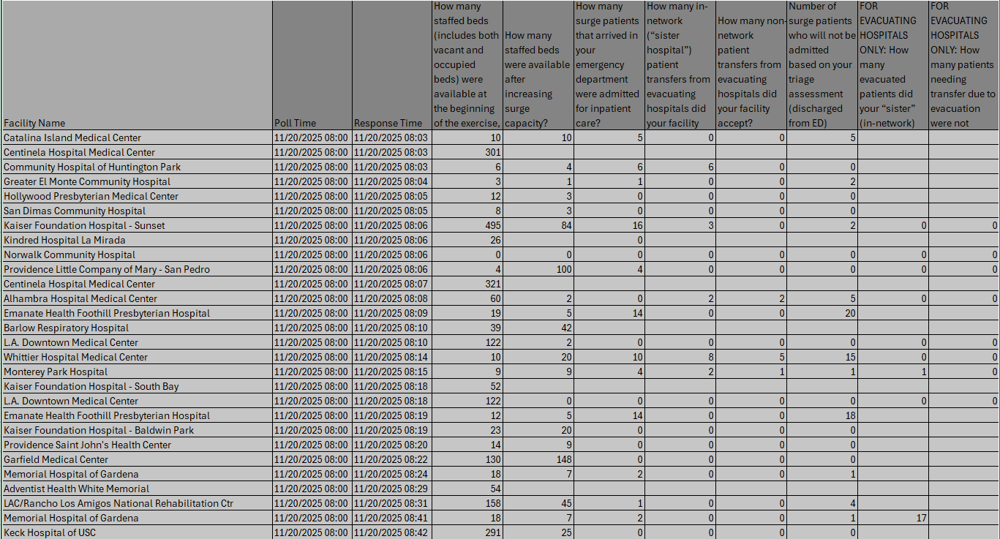 Facility Name | Poll Time | Response Time | How many staffed beds (includes both vacant and occupied beds) were available at the beginning of the exercise, | How many staffed beds were available after increasing surge capacity? | How many surge patients that arrived in your emergency department were admitted for inpatient care? | How many in-network (“sister hospital”) patient transfers from evacuating hospitals did your facility | How many non-network patient transfers from evacuating hospitals did your facility accept? | Number of surge patients who will not be admitted based on your triage assessment (discharged from ED) | FOR EVACUATING HOSPITALS ONLY: How many evacuated patients did your “sister” (in-network) | FOR EVACUATING HOSPITALS ONLY: How many patients needing transfer due to evacuation were not
Catalina Island Medical Center | 11/20/2025 08:00 | 11/20/2025 08:03 | 10 | 10 | 5 | 0 | 0 | 5
Centinela Hospital Medical Center | 11/20/2025 08:00 | 11/20/2025 08:03 | 301
Community Hospital of Huntington Park | 11/20/2025 08:00 | 11/20/2025 08:03 | 6 | 4 | 6 | 6 | 0 | 0
Greater El Monte Community Hospital | 11/20/2025 08:00 | 11/20/2025 08:04 | 3 | 1 | 1 | 0 | 0 | 2
Hollywood Presbyterian Medical Center | 11/20/2025 08:00 | 11/20/2025 08:05 | 12 | 3 | 0 | 0 | 0 | 0
San Dimas Community Hospital | 11/20/2025 08:00 | 11/20/2025 08:05 | 8 | 3 | 0 | 0 | 0 | 0
Kaiser Foundation Hospital - Sunset | 11/20/2025 08:00 | 11/20/2025 08:06 | 495 | 84 | 16 | 3 | 0 | 2 | 0 | 0
Kindred Hospital La Mirada | 11/20/2025 08:00 | 11/20/2025 08:06 | 26 | | 0
Norwalk Community Hospital | 11/20/2025 08:00 | 11/20/2025 08:06 | 0 | 0 | 0 | 0 | 0 | 0 | 0 | 0
Providence Little Company of Mary - San Pedro | 11/20/2025 08:00 | 11/20/2025 08:06 | 4 | 100 | 4 | 0 | 0 | 0 | 0 | 0
Centinela Hospital Medical Center | 11/20/2025 08:00 | 11/20/2025 08:07 | 321
Alhambra Hospital Medical Center | 11/20/2025 08:00 | 11/20/2025 08:08 | 60 | 2 | 0 | 2 | 2 | 5 | 0 | 0
Emanate Health Foothill Presbyterian Hospital | 11/20/2025 08:00 | 11/20/2025 08:09 | 19 | 5 | 14 | 0 | 0 | 20
Barlow Respiratory Hospital | 11/20/2025 08:00 | 11/20/2025 08:10 | 39 | 42
L.A. Downtown Medical Center | 11/20/2025 08:00 | 11/20/2025 08:10 | 122 | 2 | 0 | 0 | 0 | 0 | 0 | 0
Whittier Hospital Medical Center | 11/20/2025 08:00 | 11/20/2025 08:14 | 10 | 20 | 10 | 8 | 5 | 15 | 0 | 0
Monterey Park Hospital | 11/20/2025 08:00 | 11/20/2025 08:15 | 9 | 9 | 4 | 2 | 1 | 1 | 1 | 0
Kaiser Foundation Hospital - South Bay | 11/20/2025 08:00 | 11/20/2025 08:18 | 52
L.A. Downtown Medical Center | 11/20/2025 08:00 | 11/20/2025 08:18 | 122 | 0 | 0 | 0 | 0 | 0 | 0 | 0
Emanate Health Foothill Presbyterian Hospital | 11/20/2025 08:00 | 11/20/2025 08:19 | 12 | 5 | 14 | 0 | 0 | 18
Kaiser Foundation Hospital - Baldwin Park | 11/20/2025 08:00 | 11/20/2025 08:19 | 23 | 20 | 0 | 0 | 0 | 0
Providence Saint John's Health Center | 11/20/2025 08:00 | 11/20/2025 08:20 | 14 | 9 | 0 | 0 | 0 | 0
Garfield Medical Center | 11/20/2025 08:00 | 11/20/2025 08:22 | 130 | 148 | 0 | 0 | 0 | 0
Memorial Hospital of Gardena | 11/20/2025 08:00 | 11/20/2025 08:24 | 18 | 7 | 2 | 0 | 0 | 1
Adventist Health White Memorial | 11/20/2025 08:00 | 11/20/2025 08:29 | 54
LAC/Rancho Los Amigos National Rehabilitation Ctr | 11/20/2025 08:00 | 11/20/2025 08:31 | 158 | 45 | 1 | 0 | 0 | 4
Memorial Hospital of Gardena | 11/20/2025 08:00 | 11/20/2025 08:41 | 18 | 7 | 2 | 0 | 0 | 1 | 17
Keck Hospital of USC | 11/20/2025 08:00 | 11/20/2025 08:42 | 291 | 25 | 0 | 0 | 0 | 0